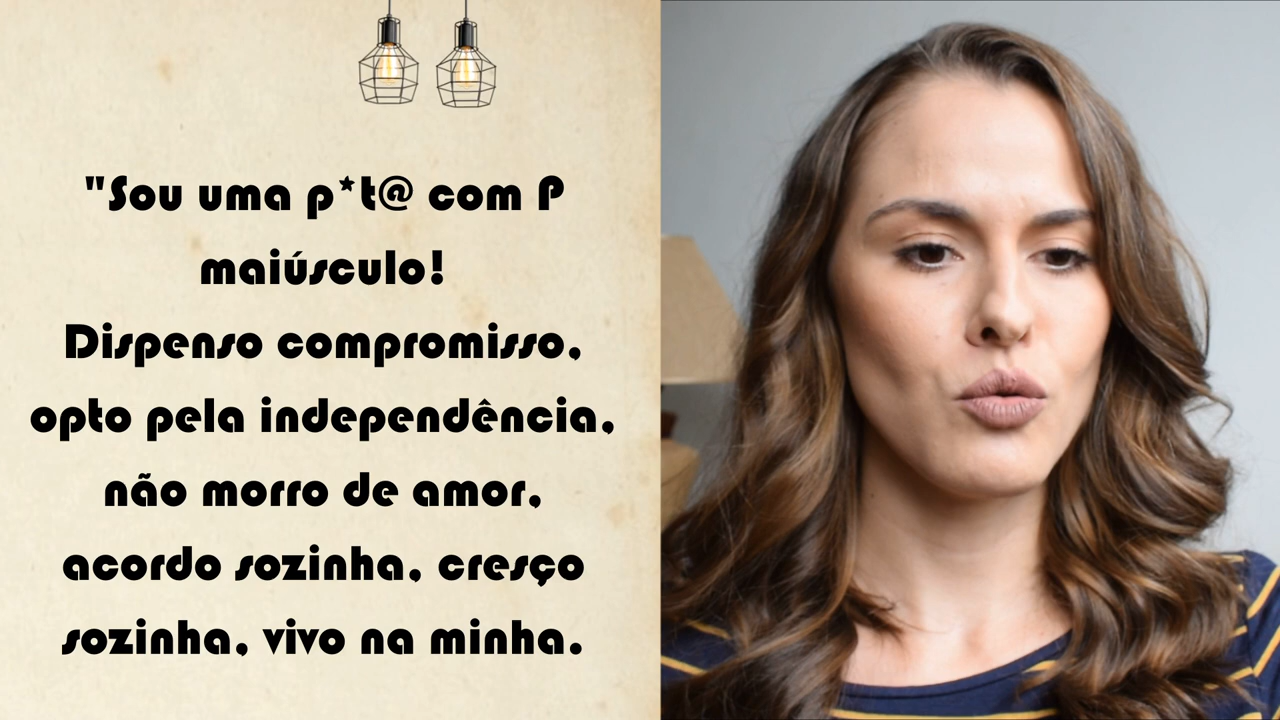 "Sou uma p*t@ com P
maiúsculo!
Dispenso compromisso,
opto pela independência,
não morro de amor,
acordo sozinha, cresço
sozinha, vivo na minha.